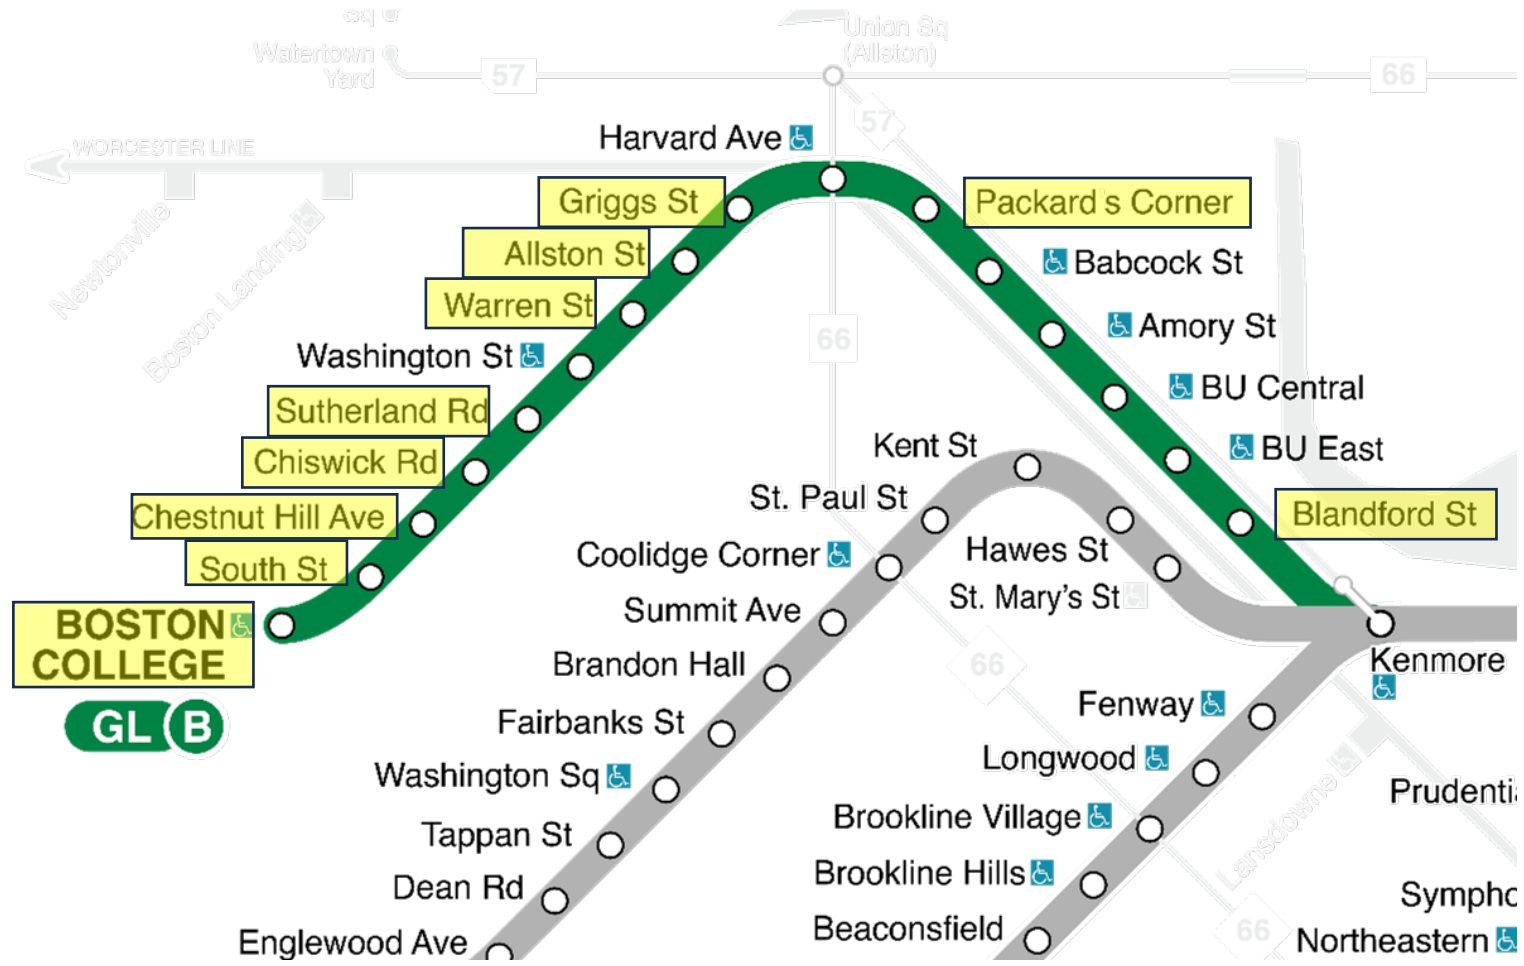 Sq
Union Sq
(Allston)
Watertown
Yard
57
66
57
Harvard Ave
WORCESTER LINE
Griggs St
Packard's Corner
Newtonville
Boston Landing
Allston St
Babcock St
Warren St
Amory St
66
Washington St
BU Central
Sutherland Rd
Kent St
BU East
Chiswick Rd
St. Paul St
Chestnut Hill Ave
Blandford St
Coolidge Corner
Hawes St
South St
St. Mary's St
Summit Ave
BOSTON
COLLEGE
Kenmore
Brandon Hall
66
GL B
Fenway
Fairbanks St
Longwood
Washington Sq
Lansdowne
Brookline Village
Tappan St
Brookline Hills
Dean Rd
Beaconsfield
66
Northeastern
Englewood Ave